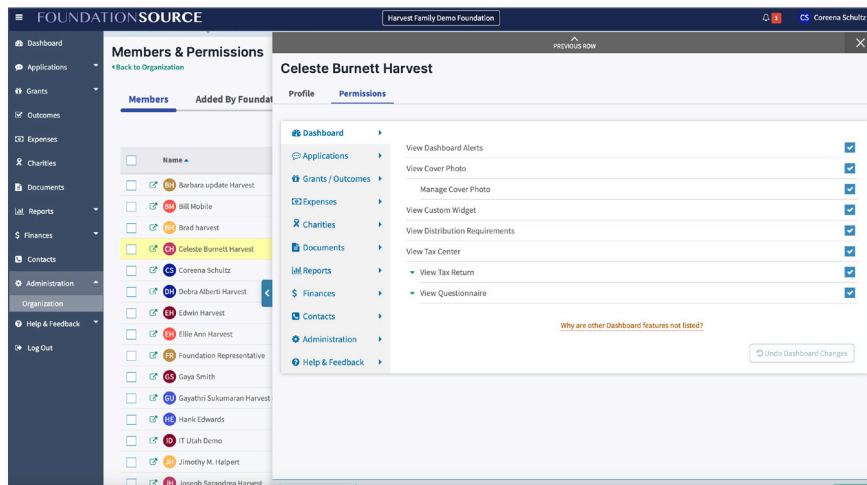 FOUNDATIONSOURCE
Harvest Family Demo Foundation
1
CS Coreena Schultz
Dashboard
Applications
Grants
Outcomes
Expenses
Charities
Documents
Reports
Finances
Contacts
Administration
Organization
Help & Feedback
Log Out
Members & Permissions
Back to Organization
Members Added By Foundat
Name
BH Barbara update Harvest
BM Bill Mobile
BH Brad harvest
CH Celeste Burnett Harvest
CS Coreena Schultz
DH Debra Alberti Harvest
EH Edwin Harvest
EH Ellie Ann Harvest
FR Foundation Representative
GS Gaya Smith
GU Gayathri Sukumaran Harvest
HE Hank Edwards
ID IT Utah Demo
JH Jimothy M. Halpert
JH Joseph Sarandrea Harvest
PREVIOUS ROW
Celeste Burnett Harvest
Profile Permissions
Dashboard
Applications
Grants / Outcomes
Expenses
Charities
Documents
Reports
Finances
Contacts
Administration
Help & Feedback
View Dashboard Alerts
View Cover Photo
Manage Cover Photo
View Custom Widget
View Distribution Requirements
View Tax Center
View Tax Return
View Questionnaire
Why are other Dashboard features not listed?
Undo Dashboard Changes